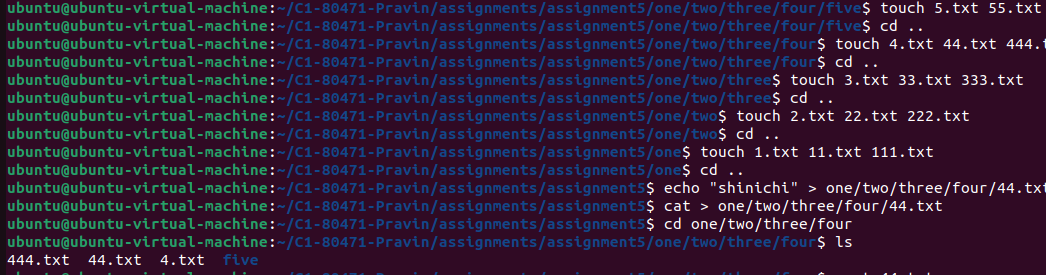 ubuntu@ubuntu-virtual-machine:~/C1-80471-Pravin/assignments/assignment5/one/two/three/four/five$ touch 5.txt 55.txt
ubuntu@ubuntu-virtual-machine:~/C1-80471-Pravin/assignments/assignment5/one/two/three/four/five$ cd ..
ubuntu@ubuntu-virtual-machine:~/C1-80471-Pravin/assignments/assignment5/one/two/three/four$ touch 4.txt 44.txt 444.t
ubuntu@ubuntu-virtual-machine:~/C1-80471-Pravin/assignments/assignment5/one/two/three/four$ cd ..
ubuntu@ubuntu-virtual-machine:~/C1-80471-Pravin/assignments/assignment5/one/two/three$ touch 3.txt 33.txt 333.txt
ubuntu@ubuntu-virtual-machine:~/C1-80471-Pravin/assignments/assignment5/one/two/three$ cd ..
ubuntu@ubuntu-virtual-machine:~/C1-80471-Pravin/assignments/assignment5/one/two$ touch 2.txt 22.txt 222.txt
ubuntu@ubuntu-virtual-machine:~/C1-80471-Pravin/assignments/assignment5/one/two$ cd ..
ubuntu@ubuntu-virtual-machine:~/C1-80471-Pravin/assignments/assignment5/one$ touch 1.txt 11.txt 111.txt
ubuntu@ubuntu-virtual-machine:~/C1-80471-Pravin/assignments/assignment5/one$ cd ..
ubuntu@ubuntu-virtual-machine:~/C1-80471-Pravin/assignments/assignment5$ echo "shinichi" > one/two/three/four/44.txt
ubuntu@ubuntu-virtual-machine:~/C1-80471-Pravin/assignments/assignment5$ cat > one/two/three/four/44.txt
ubuntu@ubuntu-virtual-machine:~/C1-80471-Pravin/assignments/assignment5$ cd one/two/three/four
ubuntu@ubuntu-virtual-machine:~/C1-80471-Pravin/assignments/assignment5/one/two/three/four$ ls
444.txt  44.txt  4.txt  five